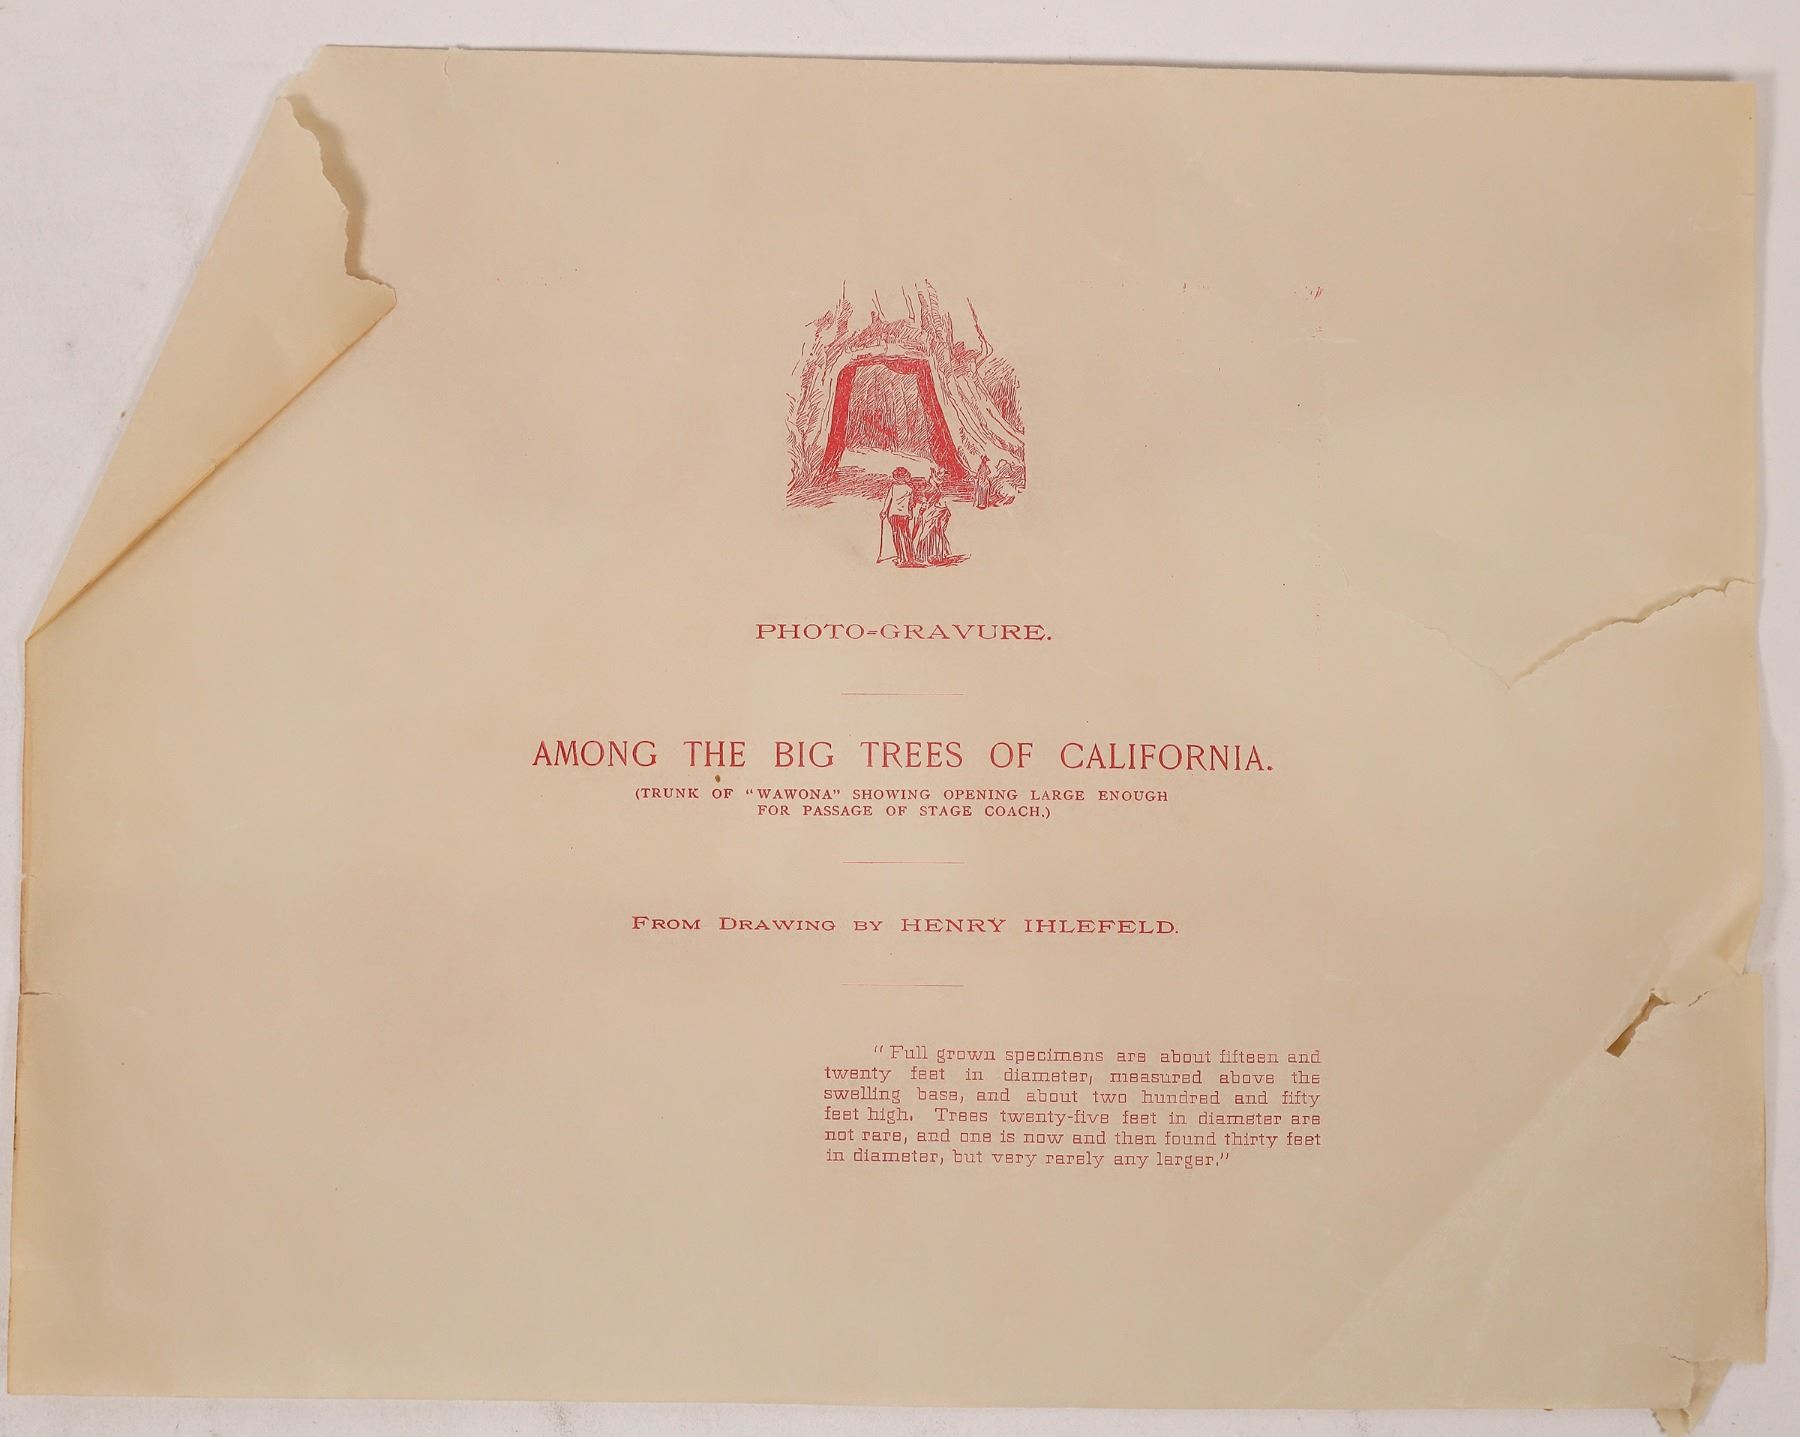 PHOTO=GRAVURE.
AMONG THE BIG TREES OF CALIFORNIA.
(TRUNK OF “WAWONA” SHOWING OPENING LARGE ENOUGH
FOR PASSAGE OF STAGE COACH.)
FROM DRAWING BY HENRY IHLEFELD.
“Full grown specimens are about fifteen and
twenty feet in diameter, measured above the
swelling base, and about two hundred and fifty
feet high. Trees twenty-five feet in diameter are
not rare, and one is now and then found thirty feet
in diameter, but very rarely any larger.”